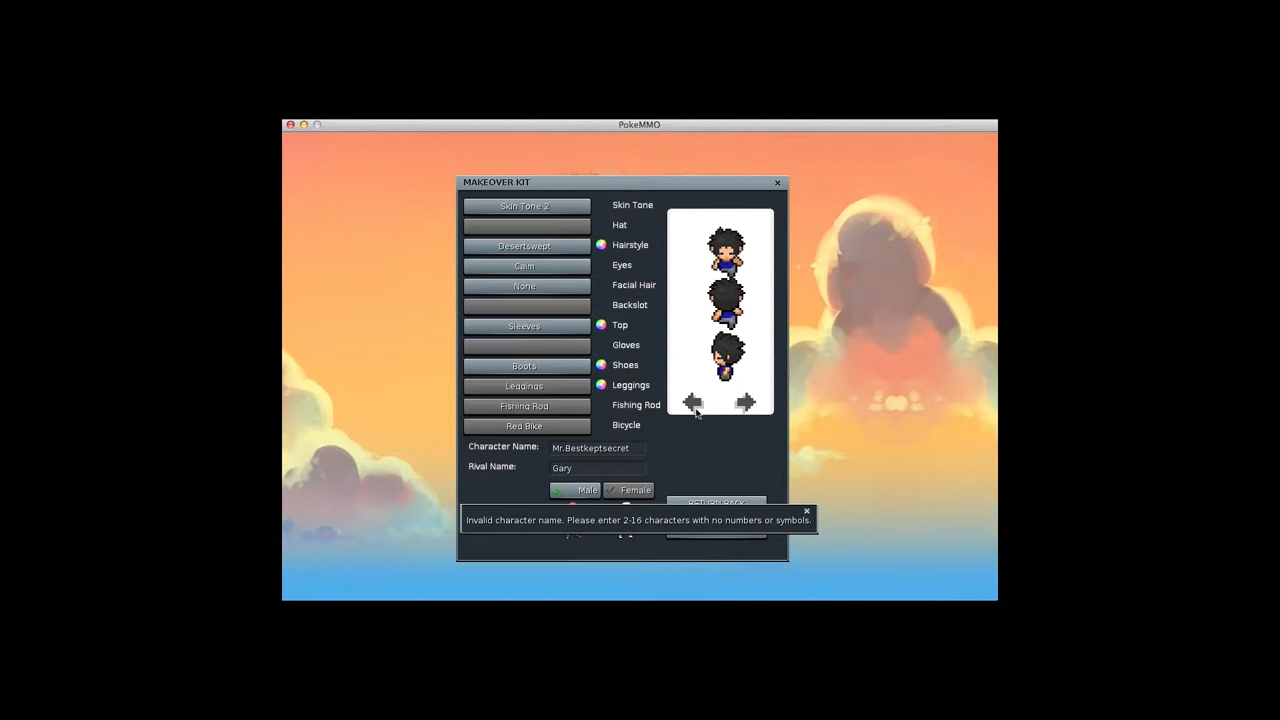 PokeMMO
MAKEOVER KIT
Skin Tone 2 Skin Tone
Hat
Desertswept Hairstyle
Calm Eyes
None Facial Hair
Backslot
Sleeves Top
Gloves
Boots Shoes
Leggings Leggings
Fishing Rod Fishing Rod
Red Bike Bicycle
Character Name: Mr.Bestkeptsecret
Rival Name: Gary
Male Female
RETURN BACK
Invalid character name. Please enter 2-16 characters with no numbers or symbols.